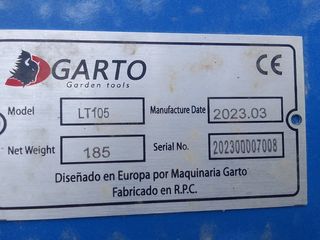 GARTO
Garden tools
CE
Model LT105 Manufacture Date 2023.03
Net Weight 185 Serial No. 202300007008
Diseñado en Europa por Maquinaria Garto
Fabricado en R.P.C.